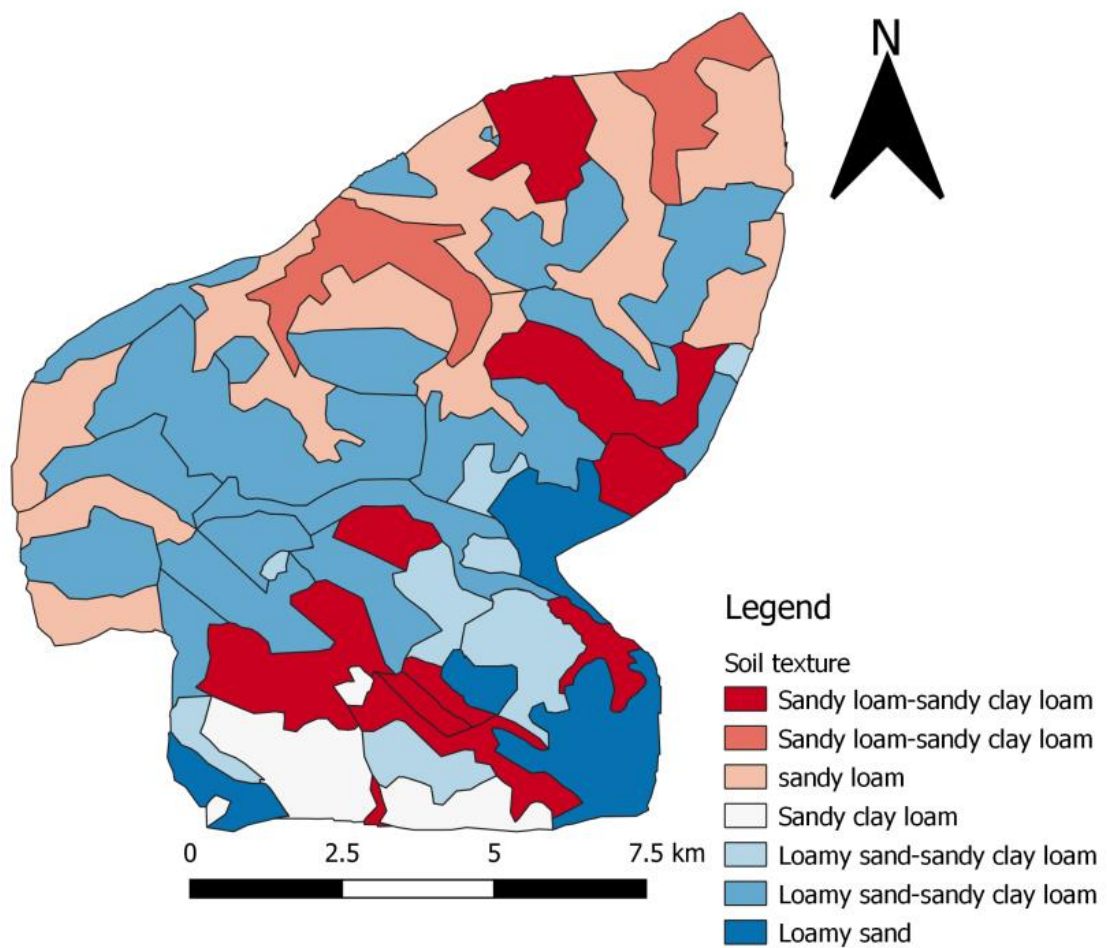 N
Legend
Soil texture
Sandy loam-sandy clay loam
Sandy loam-sandy clay loam
sandy loam
Sandy clay loam
Loamy sand-sandy clay loam
Loamy sand-sandy clay loam
Loamy sand
0 2.5 5 7.5 km